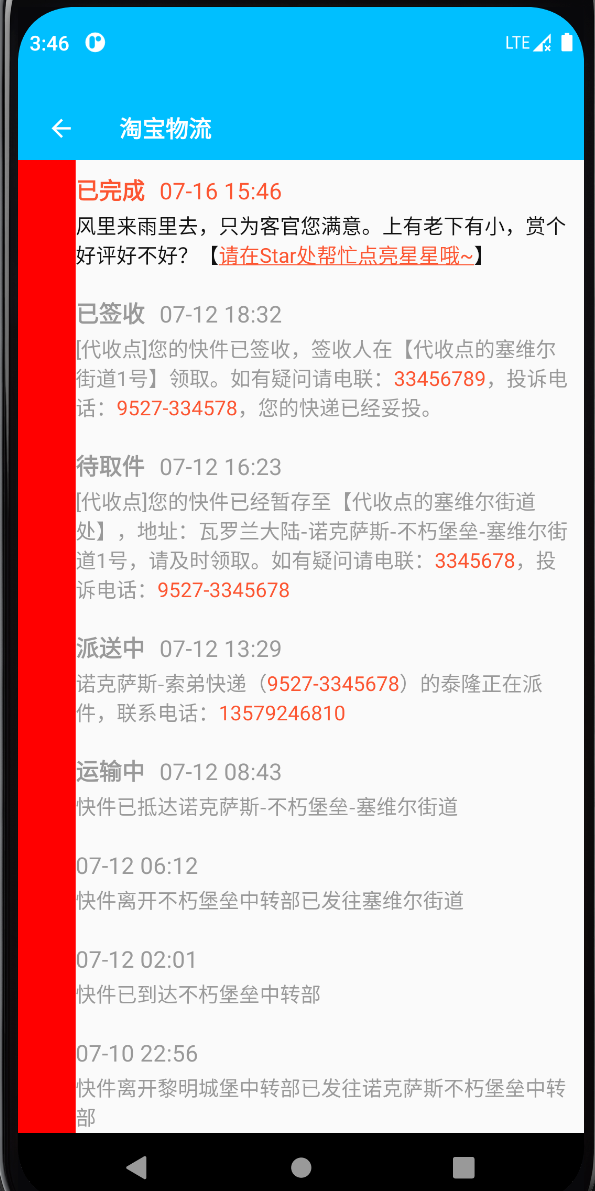 3:46
LTE
淘宝物流
已完成 07-16 15:46
风里来雨里去，只为客官您满意。上有老下有小，赏个
好评好不好？【请在Star处帮忙点亮星星哦~】
已签收 07-12 18:32
[代收点]您的快件已签收，签收人在【代收点的塞维尔
街道1号】领取。如有疑问请电联：33456789，投诉电
话：9527-334578，您的快递已经妥投。
待取件 07-12 16:23
[代收点]您的快件已经暂存至【代收点的塞维尔街道
处】，地址：瓦罗兰大陆-诺克萨斯-不朽堡垒-塞维尔街
道1号，请及时领取。如有疑问请电联：3345678，投
诉电话：9527-3345678
派送中 07-12 13:29
诺克萨斯-索弟快递（9527-3345678）的泰隆正在派
件，联系电话：13579246810
运输中 07-12 08:43
快件已抵达诺克萨斯-不朽堡垒-塞维尔街道
07-12 06:12
快件离开不朽堡垒中转部已发往塞维尔街道
07-12 02:01
快件已到达不朽堡垒中转部
07-10 22:56
快件离开黎明城堡中转部已发往诺克萨斯不朽堡垒中转
部